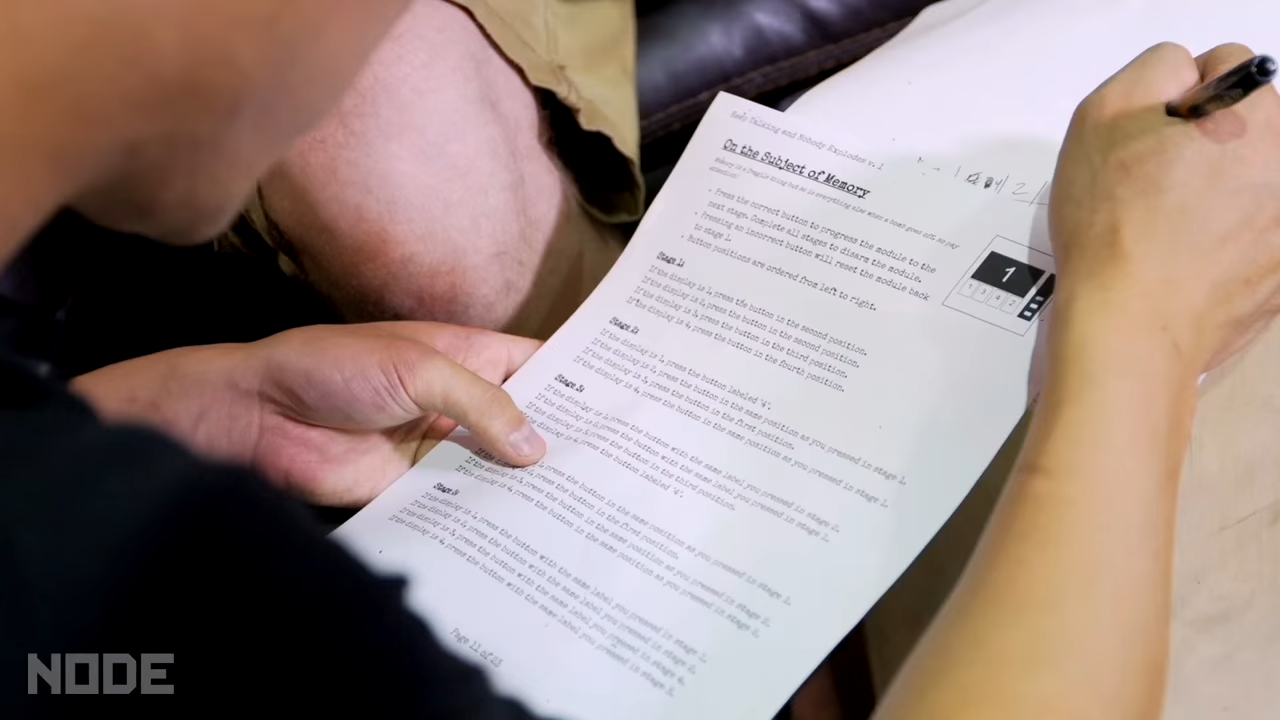 Keep Talking and Nobody Explodes v. 1
On the Subject of Memory
Memory is a fragile thing but so is everything else when a bomb goes off, so pay
attention!
· Press the correct button to progress the module to the
next stage. Complete all stages to disarm the module.
· Pressing an incorrect button will reset the module back
to stage 1.
· Button positions are ordered from left to right.
1
1 3 4 2
Stage 1:
If the display is 1, press the button in the second position.
If the display is 2, press the button in the second position.
If the display is 3, press the button in the third position.
If the display is 4, press the button in the fourth position.
Stage 2:
If the display is 1, press the button labeled '4'.
If the display is 2, press the button in the same position as you pressed in stage 1.
If the display is 3, press the button in the first position.
If the display is 4, press the button in the same position as you pressed in stage 1.
Stage 3:
If the display is 1, press the button with the same label you pressed in stage 2.
If the display is 2, press the button with the same label you pressed in stage 1.
If the display is 3, press the button in the third position.
If the display is 4, press the button labeled '4'.
press the button in the same position as you pressed in stage 1.
press the button in the first position.
If the display is 3, press the button in the same position as you pressed in stage 2.
If the display is 4, press the button in the same position as you pressed in stage 2.
Stage 5:
If the display is 1, press the button with the same label you pressed in stage 1.
If the display is 2, press the button with the same label you pressed in stage 2.
If the display is 3, press the button with the same label you pressed in stage 4.
If the display is 4, press the button with the same label you pressed in stage 3.
Page 11 of 23
NODE